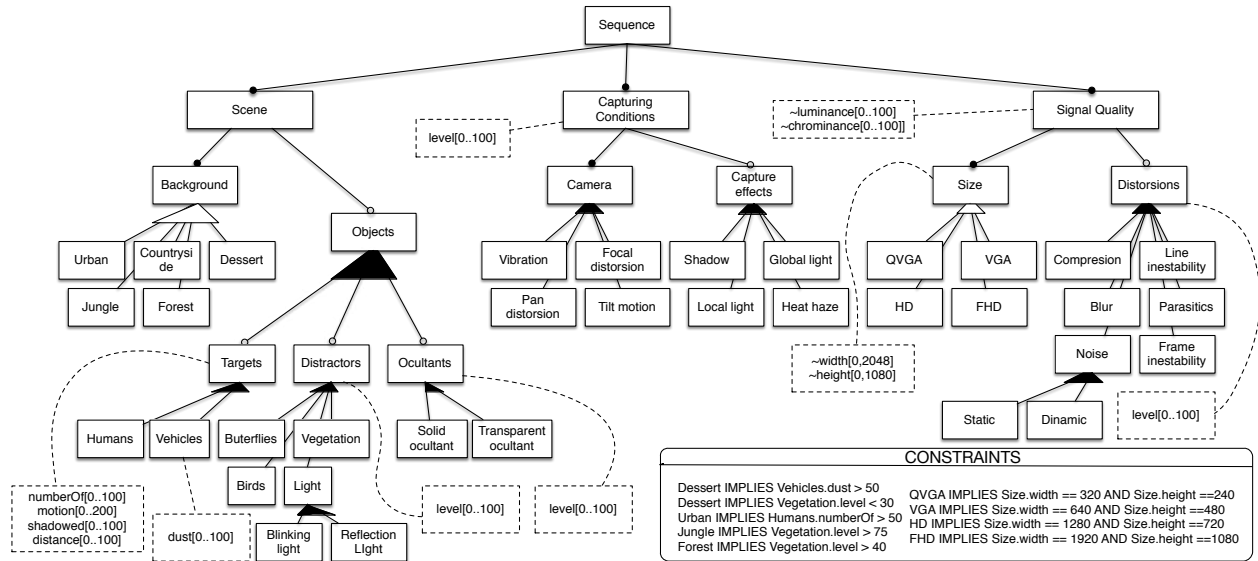 Sequence
Scene
Capturing
Conditions
Signal Quality
level[0..100]
~luminance[0..100]
~chrominance[0..100]]
Background
Objects
Camera
Capture
effects
Size
Distorsions
Urban
Countrysi
de
Dessert
Jungle
Forest
Vibration
Focal
distorsion
Pan
distorsion
Tilt motion
Shadow
Global light
Local light
Heat haze
QVGA
VGA
HD
FHD
Compresion
Line
inestability
Blur
Parasitics
Noise
Frame
inestability
Static
Dinamic
~width[0,2048]
~height[0,1080]
level[0..100]
Targets
Distractors
Ocultants
Humans
Vehicles
Buterflies
Vegetation
Solid
ocultant
Transparent
ocultant
Birds
Light
Blinking
light
Reflection
LIght
numberOf[0..100]
motion[0..200]
shadowed[0..100]
distance[0..100]
dust[0..100]
level[0..100]
level[0..100]
CONSTRAINTS
Dessert IMPLIES Vehicles.dust > 50
Dessert IMPLIES Vegetation.level < 30
Urban IMPLIES Humans.numberOf > 50
Jungle IMPLIES Vegetation.level > 75
Forest IMPLIES Vegetation.level > 40
QVGA IMPLIES Size.width == 320 AND Size.height ==240
VGA IMPLIES Size.width == 640 AND Size.height ==480
HD IMPLIES Size.width == 1280 AND Size.height ==720
FHD IMPLIES Size.width == 1920 AND Size.height ==1080